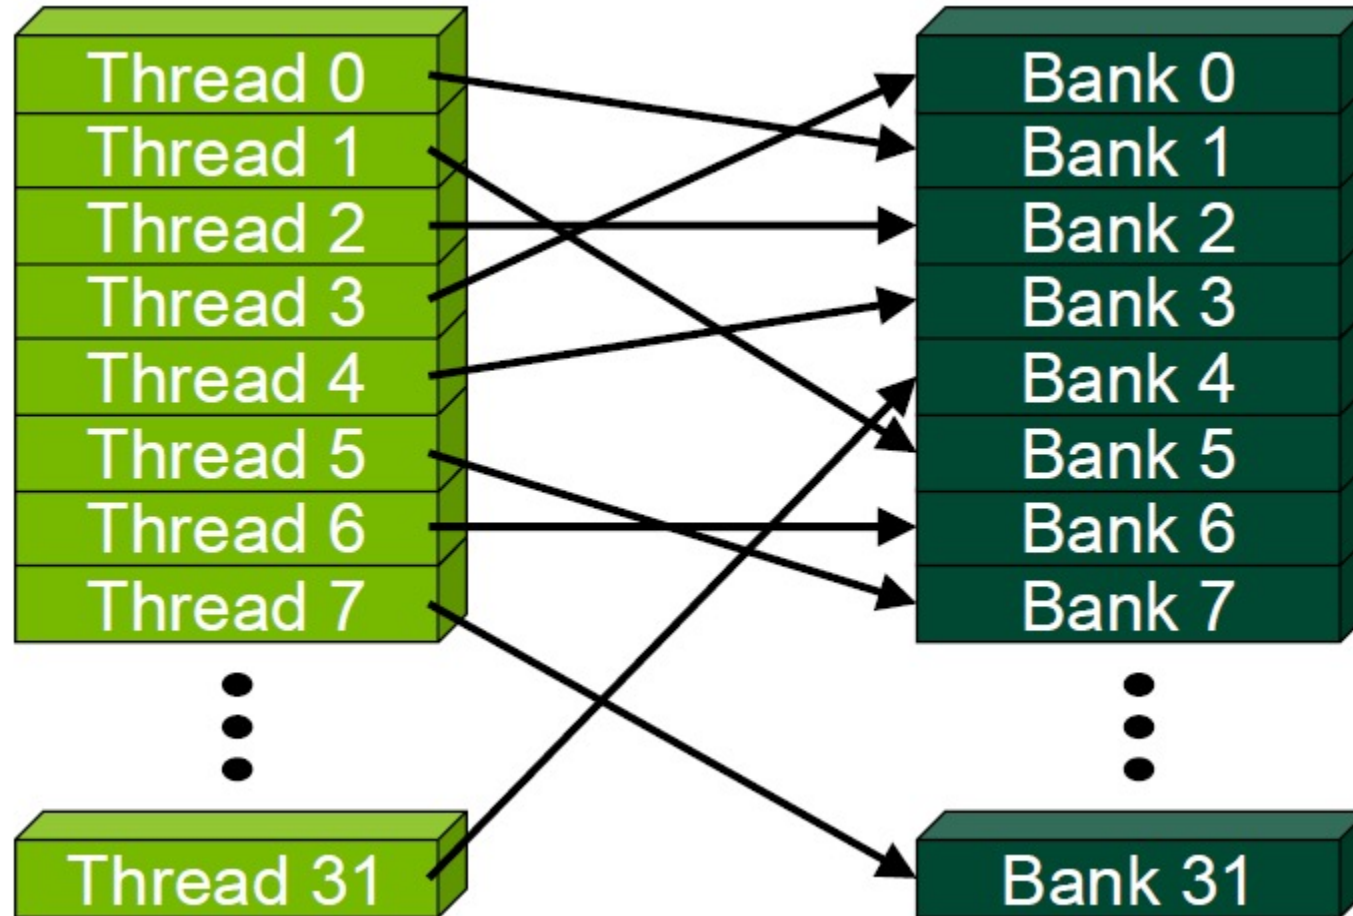 Thread 0
Thread 1
Thread 2
Thread 3
Thread 4
Thread 5
Thread 6
Thread 7
Thread 31
Bank 0
Bank 1
Bank 2
Bank 3
Bank 4
Bank 5
Bank 6
Bank 7
Bank 31